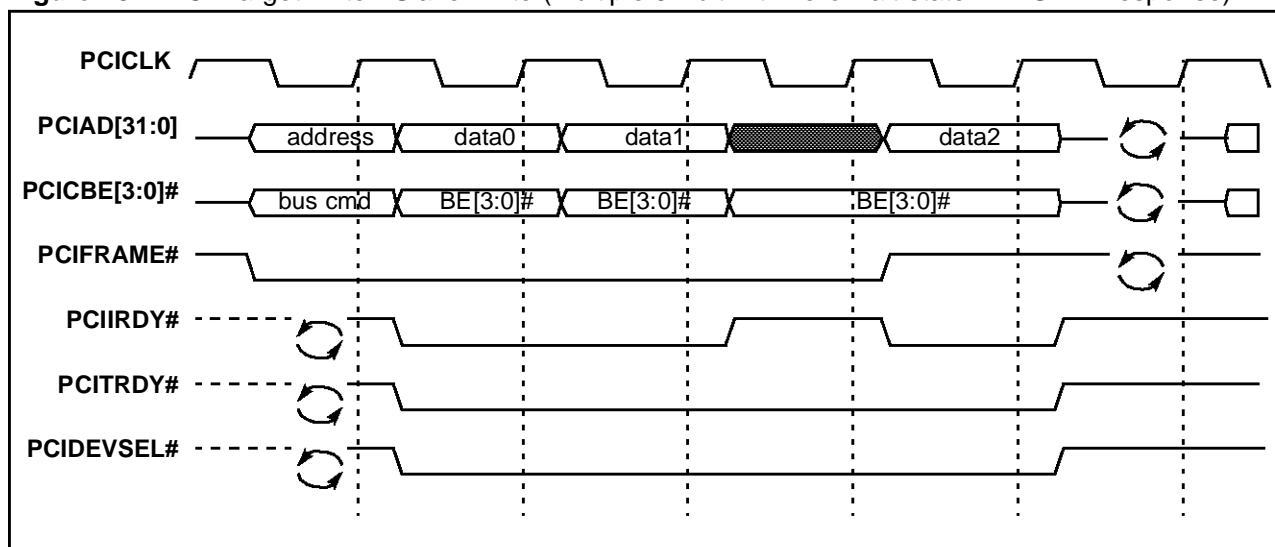 PCICLK
PCIAD[31:0] address data0 data1 data2
PCICBE[3:0]# bus cmd BE[3:0]# BE[3:0]# BE[3:0]#
PCIFRAME#
PCIIRDY#
PCITRDY#
PCIDEVSEL#